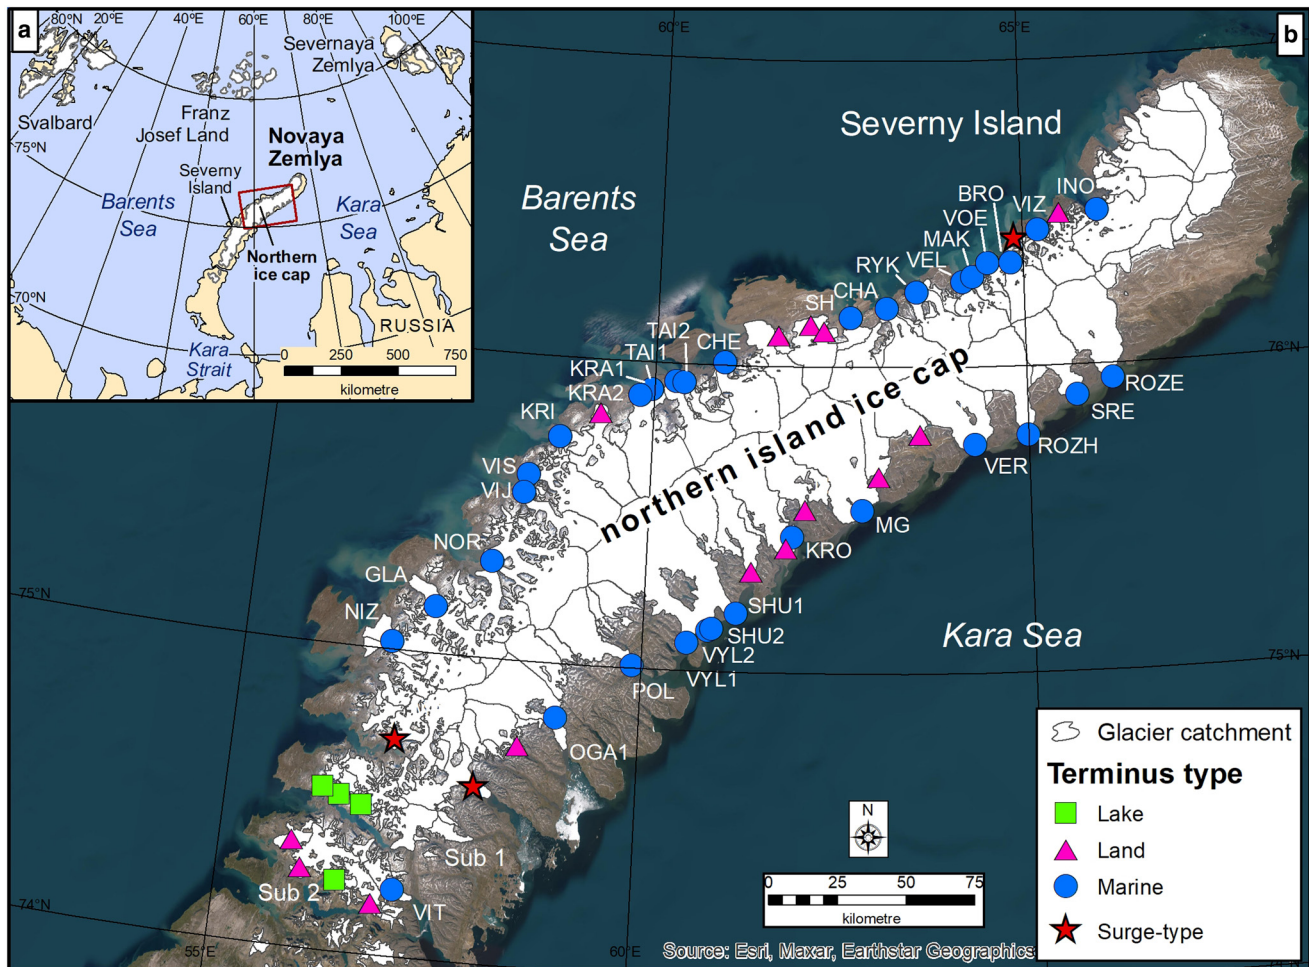 a
80°N
20°E
40°E
60°E
80°E
100°E
Severnaya
Zemlya
Svalbard
Franz
Josef Land
75°N
Novaya
Zemlya
Severny
Island
Barents
Sea
Kara
Sea
Northern
ice cap
70°N
RUSSIA
Kara
Strait
0 250 500 750
kilometre
b
60°E
65°E
Severny Island
Barents
Sea
INO
BRO
VIZ
VOE
MAK
VEL
RYK
CHA
SH
TAI2
CHE
TAI1
KRA1
KRA2
KRI
76°N
ROZE
SRE
ROZH
VER
northern island ice cap
VIS
VIJ
MG
KRO
NOR
GLA
NIZ
75°N
SHU1
SHU2
VYL2
VYL1
Kara Sea
75°N
POL
OGA1
Sub 1
Sub 2
VIT
74°N
55°E
60°E
N
0 25 50 75
kilometre
Source: Esri, Maxar, Earthstar Geographics
Glacier catchment
Terminus type
Lake
Land
Marine
Surge-type